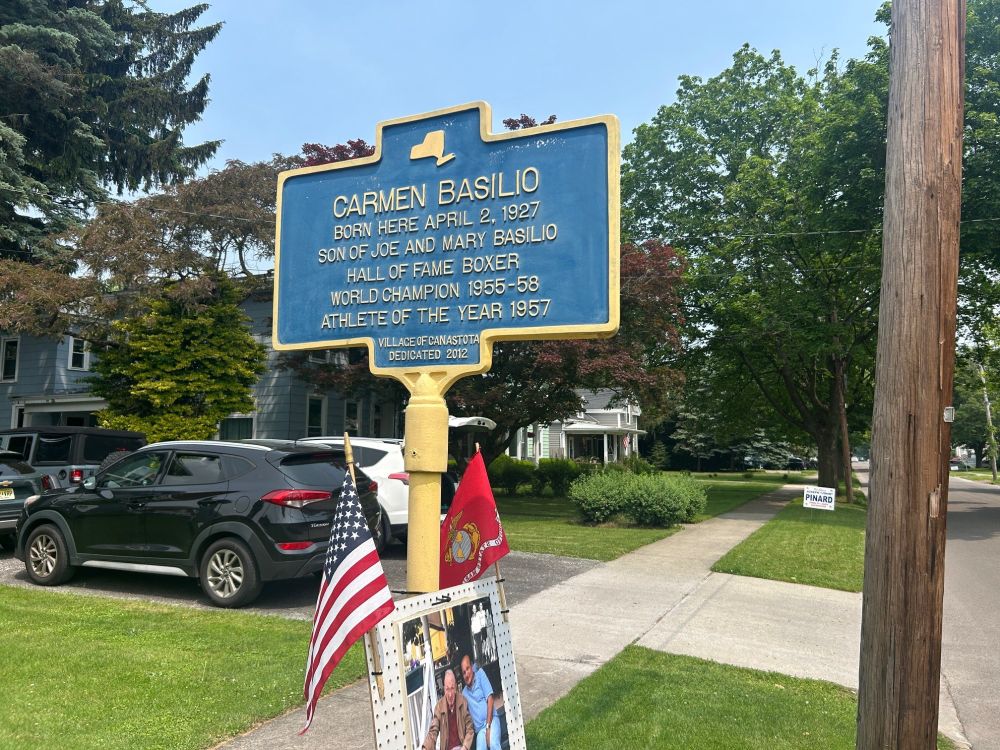 CARMEN BASILIO
BORN HERE APRIL 2, 1927
SON OF JOE AND MARY BASILIO
HALL OF FAME BOXER
WORLD CHAMPION 1955-58
ATHLETE OF THE YEAR 1957
VILLAGE OF CANASTOTA
DEDICATED 2012
PINARD